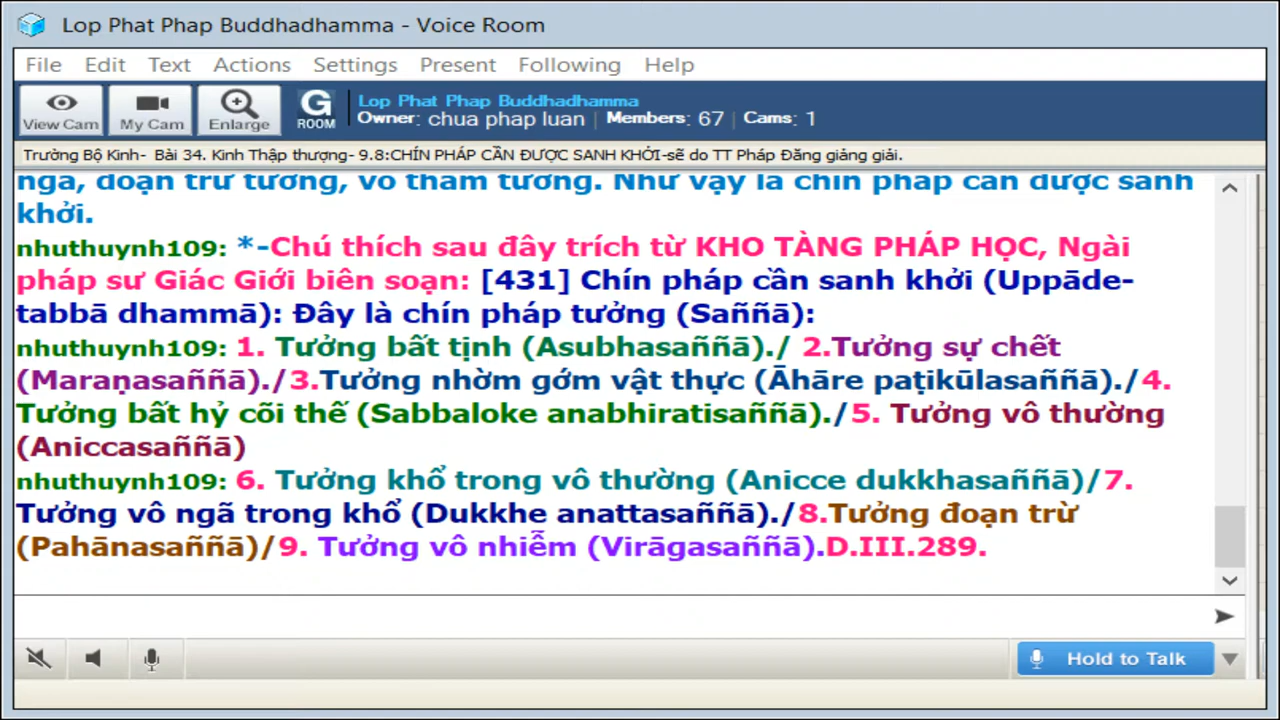 Lop Phat Phap Buddhadhamma - Voice Room
File Edit Text Actions Settings Present Following Help
View Cam My Cam Enlarge G ROOM Lop Phat Phap Buddhadhamma
Owner: chua phap luan | Members: 67 | Cams: 1
Trường Bộ Kinh- Bài 34. Kinh Thập thượng- 9.8:CHÍN PHÁP CẦN ĐƯỢC SANH KHỞI-sẽ do TT Pháp Đăng giảng giải.
ngã, đoạn trừ tưởng, vô tham tưởng. Như vậy là chín pháp cần được sanh
khởi.
nhuthuynh109: *-Chú thích sau đây trích từ KHO TÀNG PHÁP HỌC, Ngài
pháp sư Giác Giới biên soạn: [431] Chín pháp cần sanh khởi (Uppāde-
tabbā dhammā): Đây là chín pháp tưởng (Saññā):
nhuthuynh109: 1. Tưởng bất tịnh (Asubhasaññā)./ 2.Tưởng sự chết
(Maraṇasaññā)./3.Tưởng nhờm gớm vật thực (Āhāre paṭikūlasaññā)./4.
Tưởng bất hỷ cõi thế (Sabbaloke anabhiratisaññā)./5. Tưởng vô thường
(Aniccasaññā)
nhuthuynh109: 6. Tưởng khổ trong vô thường (Anicce dukkhasaññā)/7.
Tưởng vô ngã trong khổ (Dukkhe anattasaññā)./8.Tưởng đoạn trừ
(Pahānasaññā)/9. Tưởng vô nhiễm (Virāgasaññā).D.III.289.
Hold to Talk